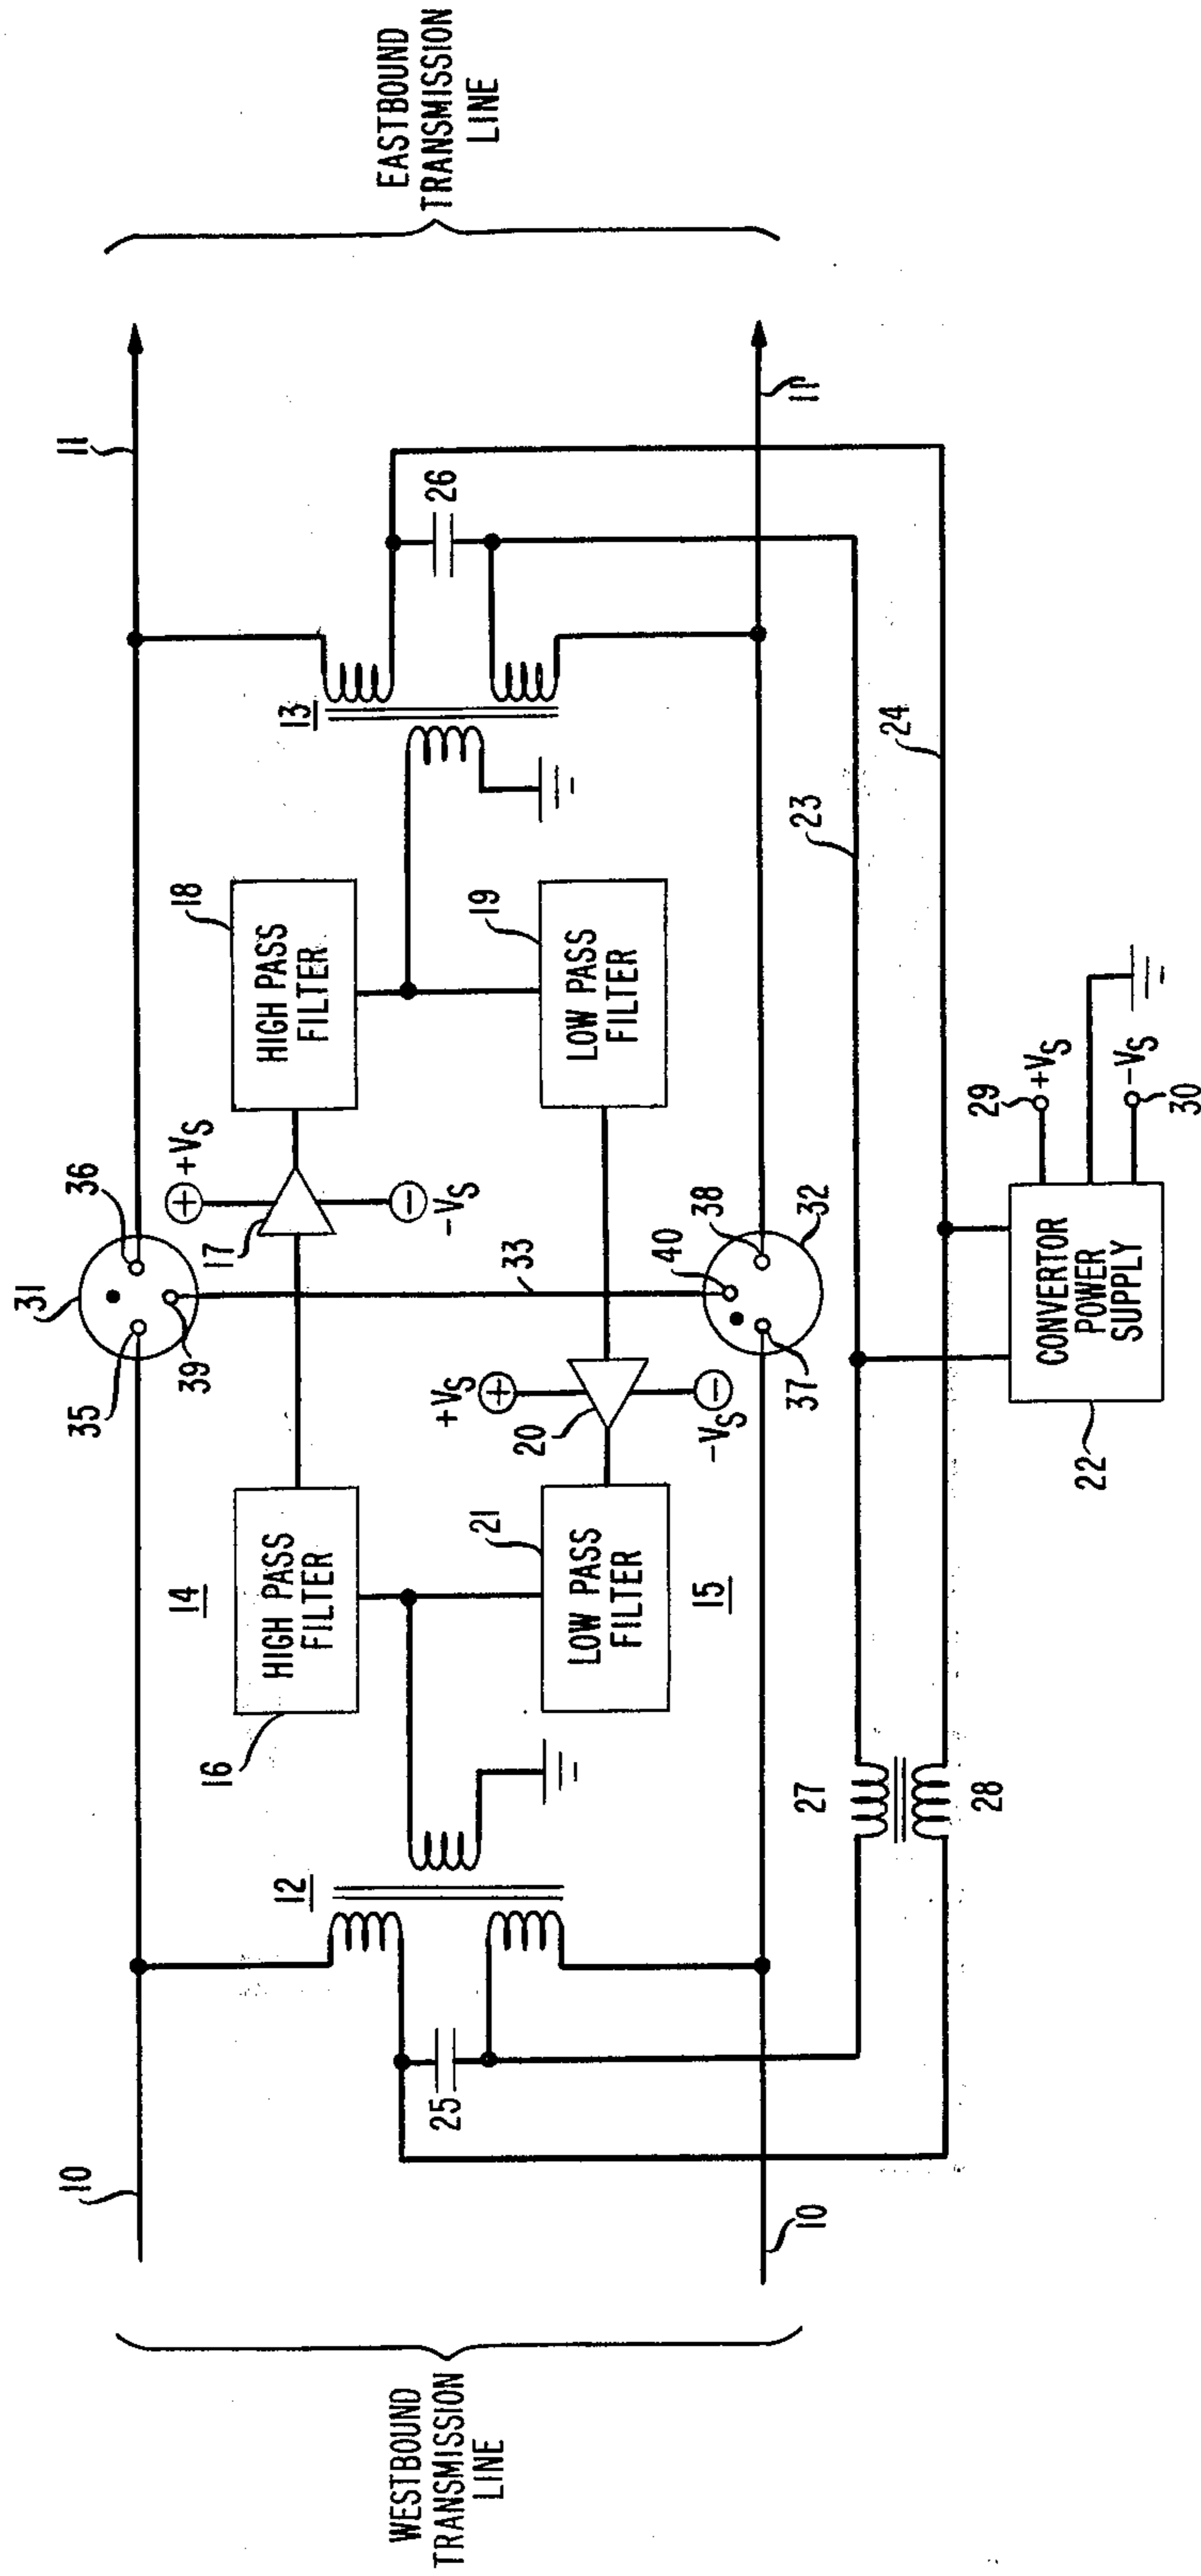 WESTBOUND
TRANSMISSION
LINE
EASTBOUND
TRANSMISSION
LINE
10
10
11
11
31
35
36
39
14
16
HIGH PASS
FILTER
17
+VS
-VS
18
HIGH PASS
FILTER
12
13
25
26
33
21
LOW PASS
FILTER
15
20
+VS
-VS
19
LOW PASS
FILTER
40
37
38
32
23
24
27
28
22
CONVERTOR
POWER
SUPPLY
29
+VS
-VS
30